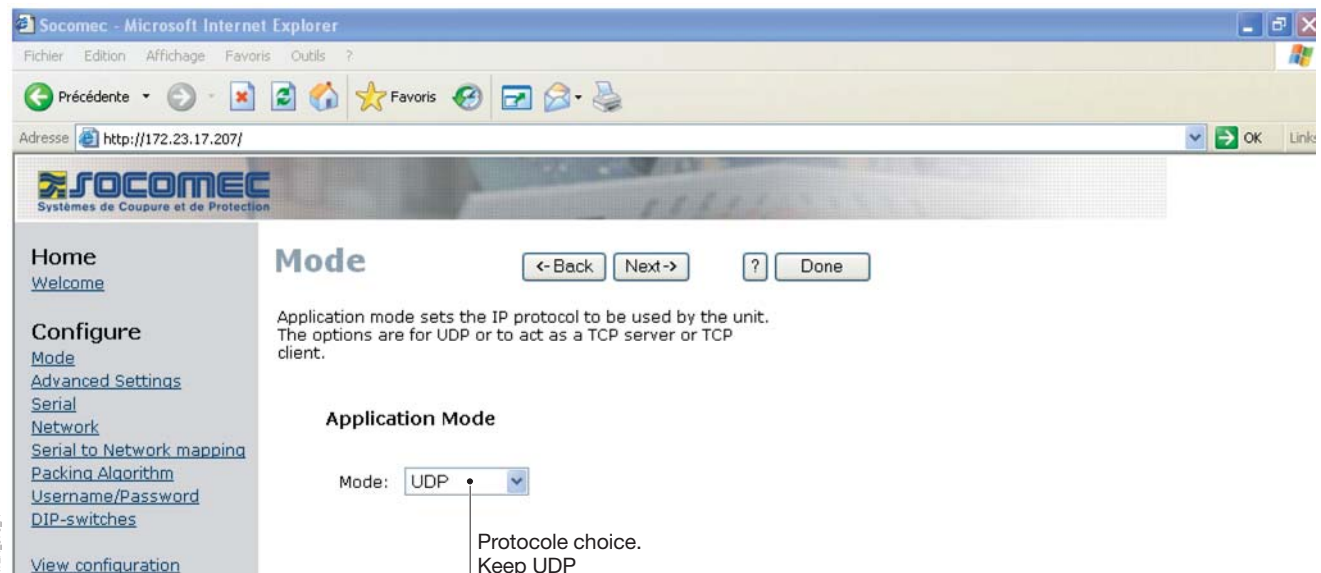 Socomec - Microsoft Internet Explorer
Fichier Edition Affichage Favoris Outils ?
Précédente Favoris
Adresse http://172.23.17.207/ OK Links
socomec
Systèmes de Coupure et de Protection
Home
Welcome
Configure
Mode
Advanced Settings
Serial
Network
Serial to Network mapping
Packing Algorithm
Username/Password
DIP-switches
View configuration
Mode
<-Back Next-> ? Done
Application mode sets the IP protocol to be used by the unit.
The options are for UDP or to act as a TCP server or TCP
client.
Application Mode
Mode: UDP
Protocole choice.
Keep UDP